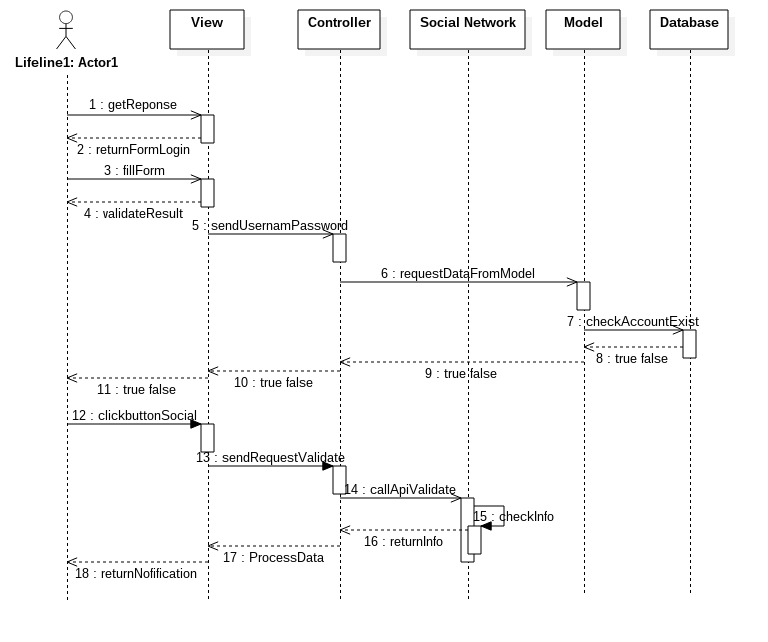 View
Controller
Social Network
Model
Database
Lifeline1: Actor1
1 : getReponse
2 : returnFormLogin
3 : fillForm
4 : validateResult
5 : sendUsernamPassword
6 : requestDataFromModel
7 : checkAccountExist
8 : true false
9 : true false
10 : true false
11 : true false
12 : clickbuttonSocial
13 : sendRequestValidate
14 : callApiValidate
15 : checkInfo
16 : returnInfo
17 : ProcessData
18 : returnNofification